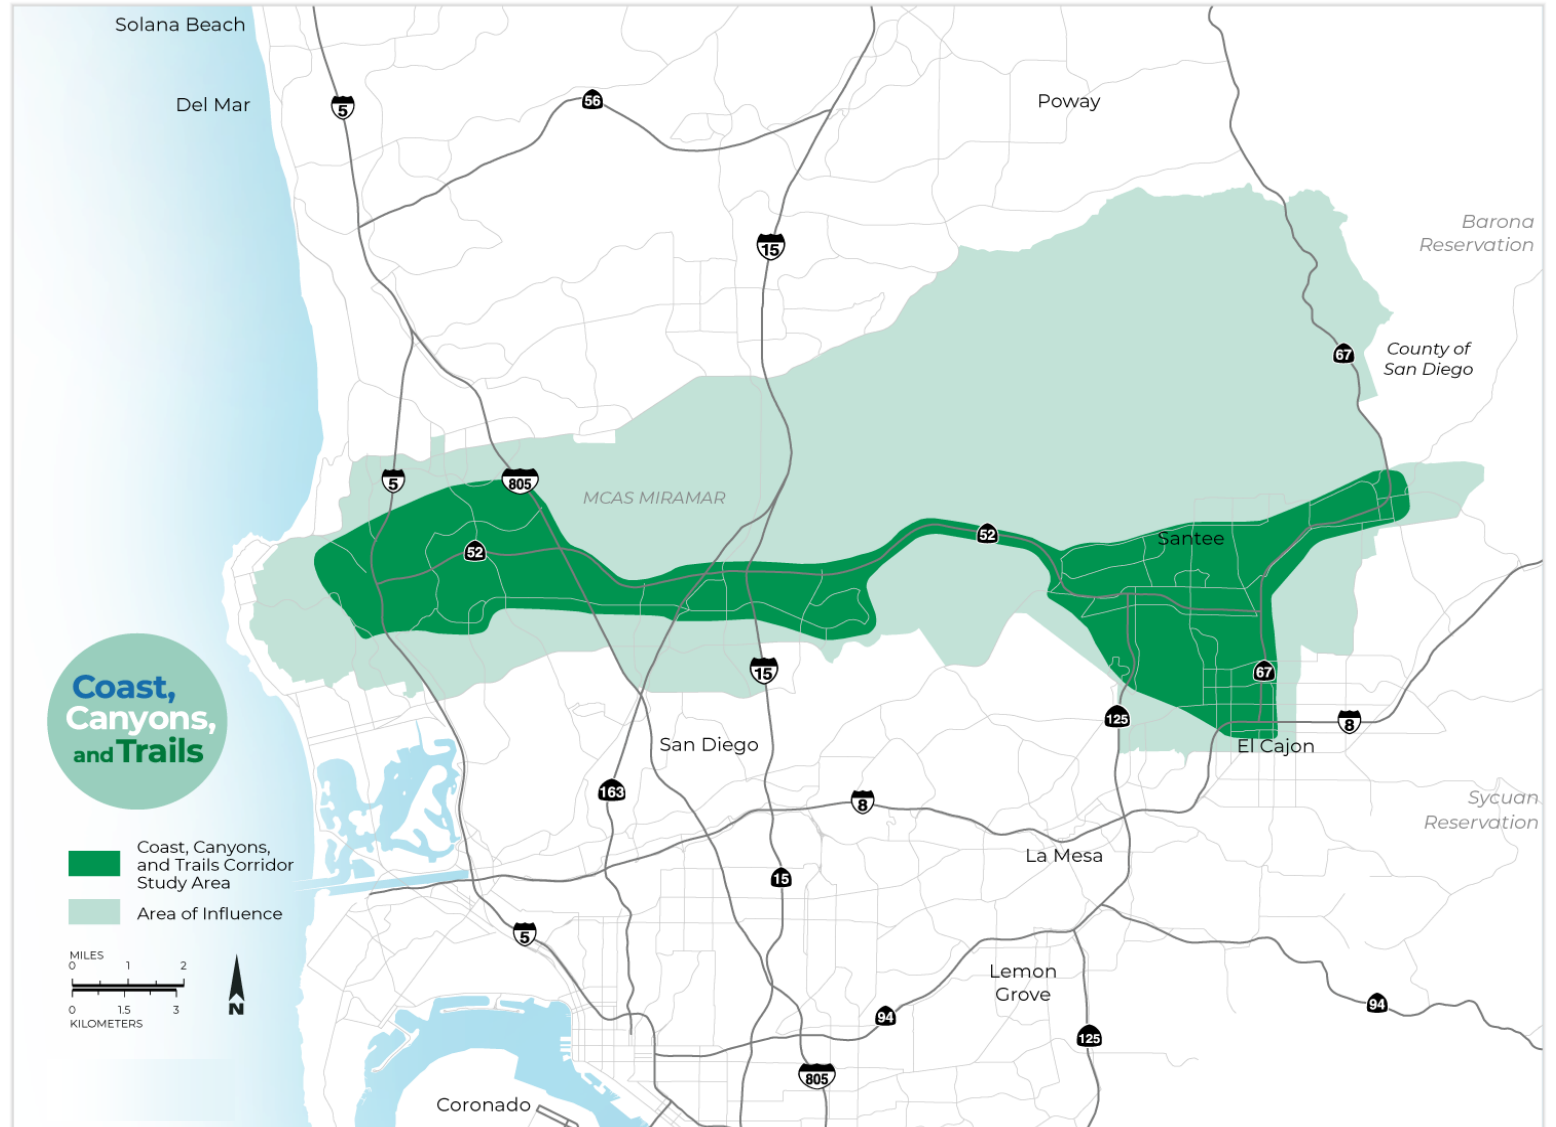 Solana Beach
Del Mar
5
56
Poway
15
Barona
Reservation
67
County of
San Diego
5
805
MCAS MIRAMAR
52
52
Santee
15
67
125
8
El Cajon
Coast,
Canyons,
and Trails
San Diego
163
8
Sycuan
Reservation
La Mesa
15
Coast, Canyons,
and Trails Corridor
Study Area
Area of Influence
5
MILES
0 1 2
0 1.5 3
KILOMETERS
N
Lemon
Grove
94
94
125
805
Coronado